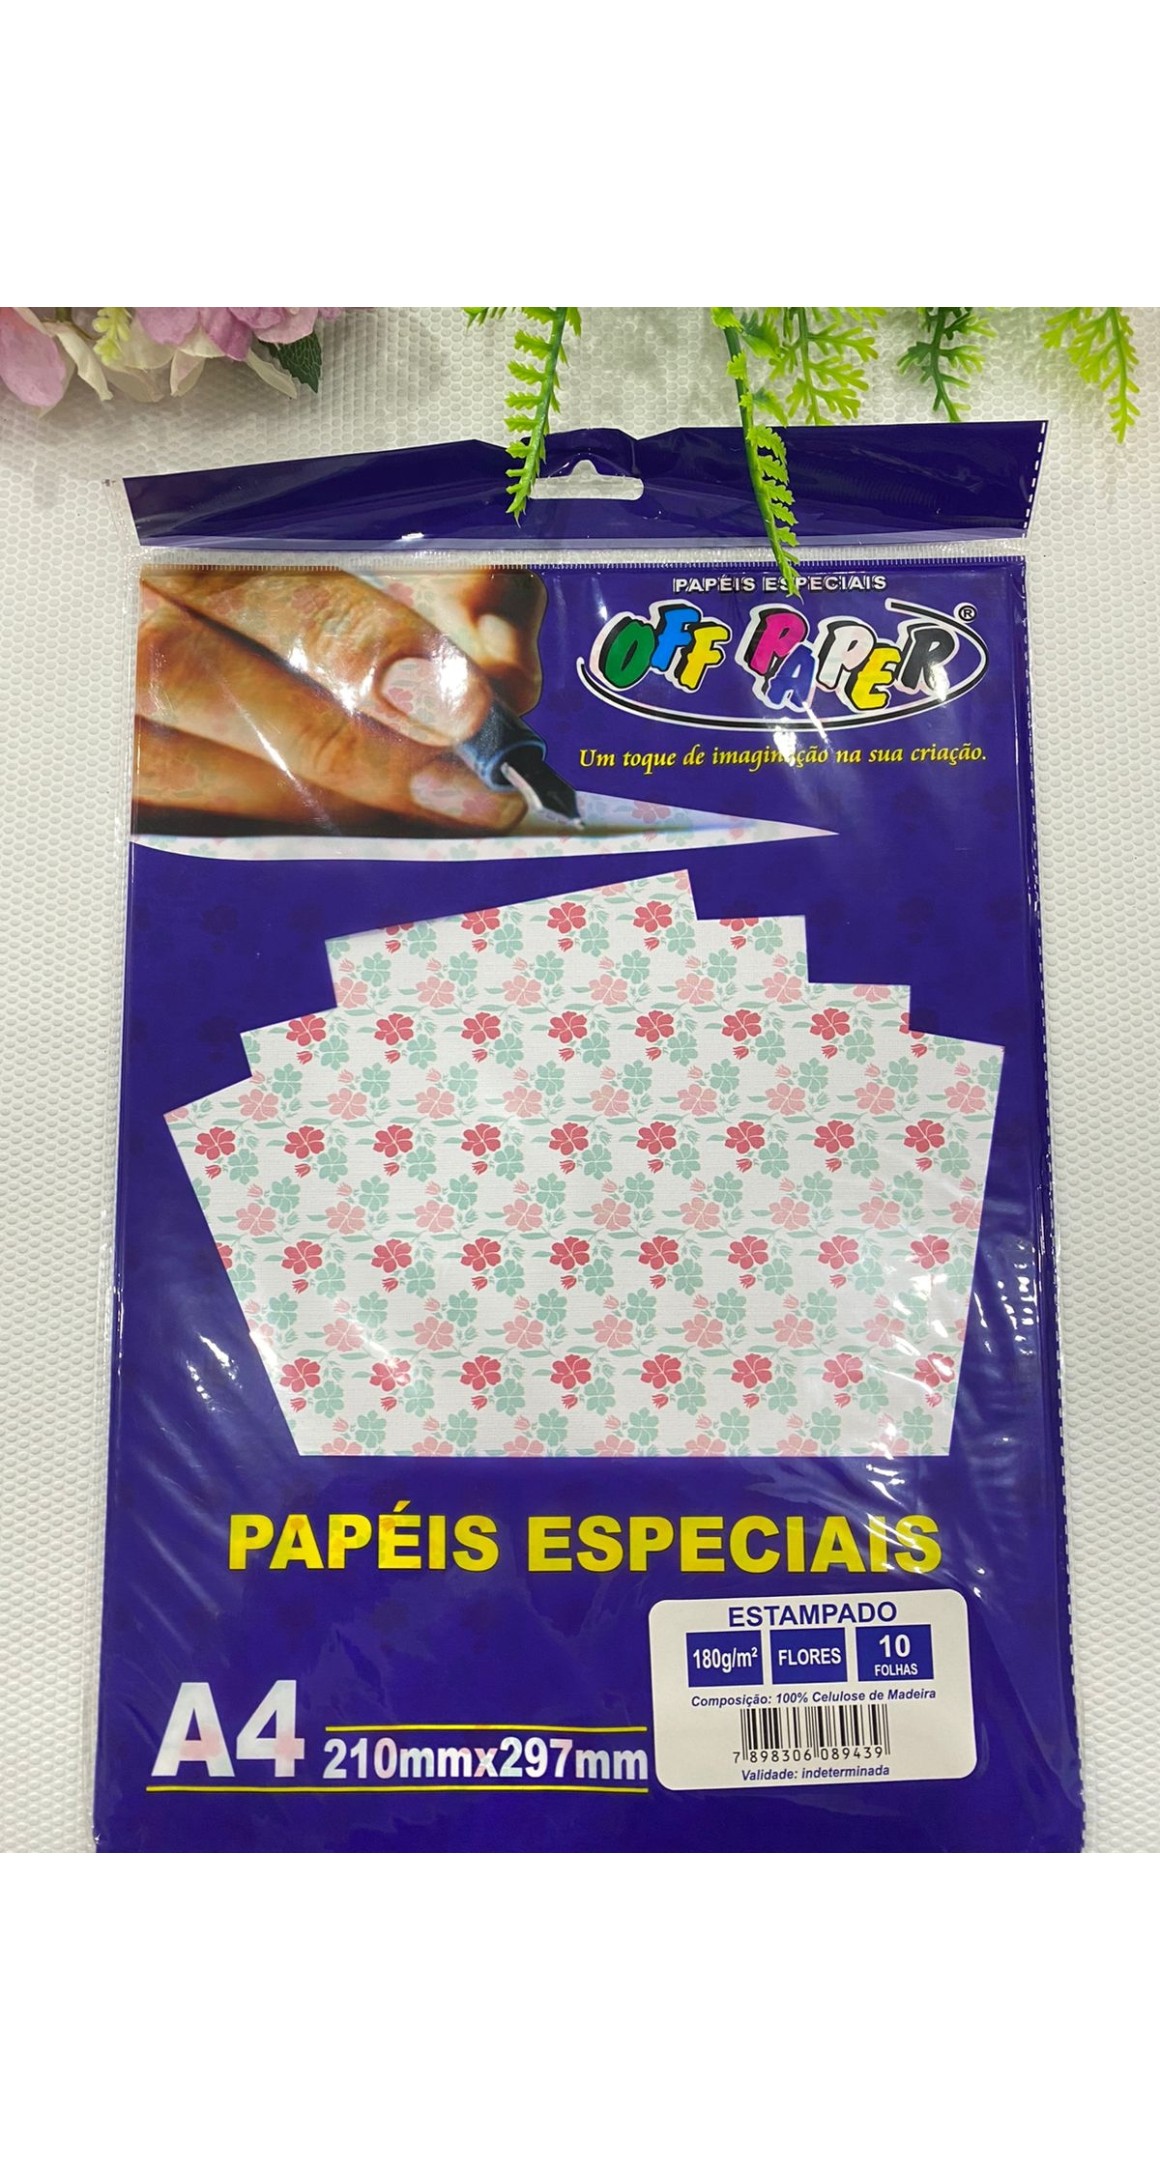 PAPÉIS ESPECIAIS
OFF PAPER®
Um toque de imaginação na sua criação.
PAPÉIS ESPECIAIS
ESTAMPADO
180g/m² FLORES 10 FOLHAS
Composição: 100% Celulose de Madeira
7 898306 089439
Validade: indeterminada
A4 210mmx297mm